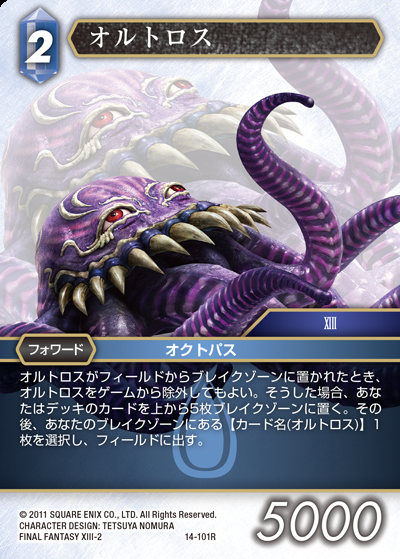 2
オルトロス
XIII
フォワード
オクトパス
オルトロスがフィールドからブレイクゾーンに置かれたとき、
オルトロスをゲームから除外してもよい。そうした場合、あな
たはデッキのカードを上から5枚ブレイクゾーンに置く。その
後、あなたのブレイクゾーンにある【カード名(オルトロス)】1
枚を選択し、フィールドに出す。
© 2011 SQUARE ENIX CO., LTD. All Rights Reserved.
CHARACTER DESIGN: TETSUYA NOMURA
FINAL FANTASY XIII-2
14-101R
5000